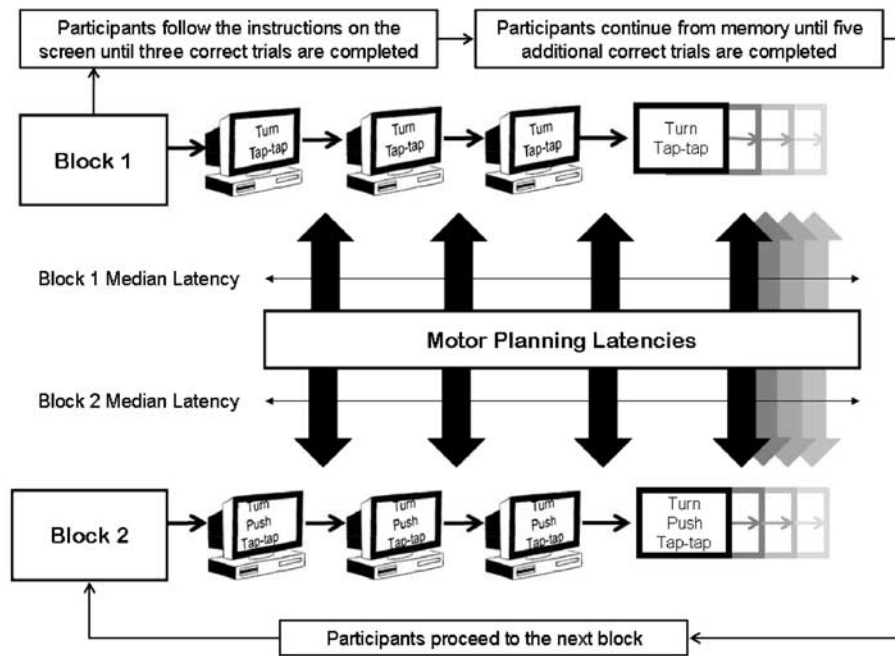 Participants follow the instructions on the
screen until three correct trials are completed
Participants continue from memory until five
additional correct trials are completed
Block 1
Turn
Tap-tap
Turn
Tap-tap
Turn
Tap-tap
Turn
Tap-tap
Block 1 Median Latency
Motor Planning Latencies
Block 2 Median Latency
Block 2
Turn
Push
Tap-tap
Turn
Push
Tap-tap
Turn
Push
Tap-tap
Turn
Push
Tap-tap
Participants proceed to the next block